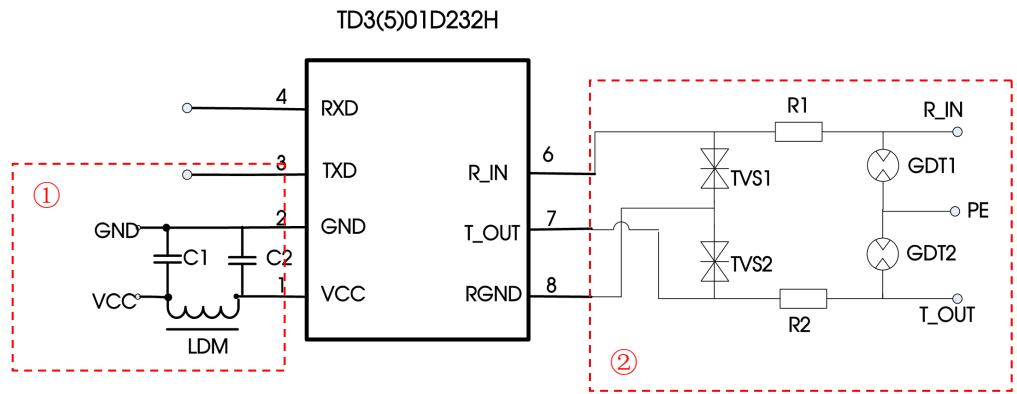 TD3(5)01D232H
4
RXD
3
TXD
2
GND
1
VCC
6
R_IN
7
T_OUT
8
RGND
①
GND
C1
C2
VCC
LDM
R1
R_IN
TVS1
GDT1
PE
TVS2
GDT2
R2
T_OUT
②